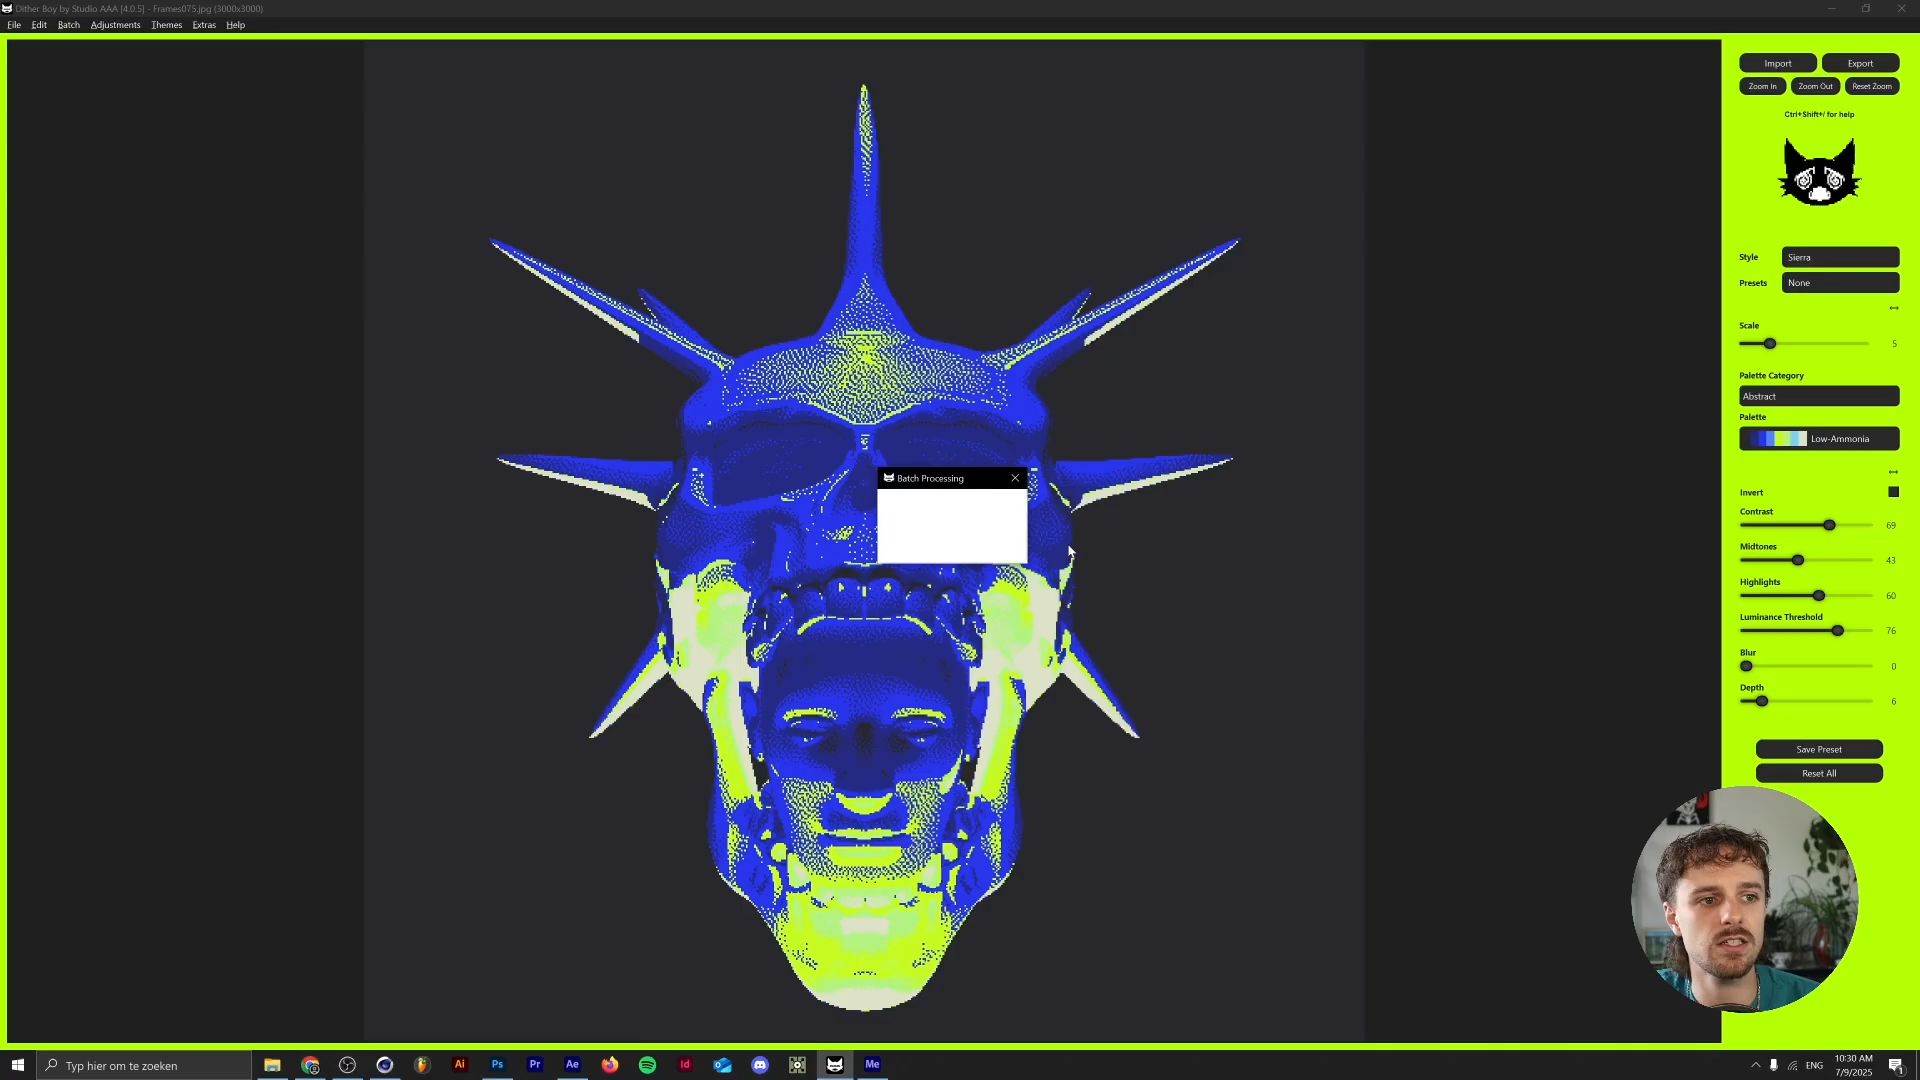 Dither Boy by Studio AAA [4.0.5] - Frames075.jpg (3000x3000)
File Edit Batch Adjustments Themes Extras Help
Import Export
Zoom In Zoom Out Reset Zoom
Ctrl+Shift+/ for help
Style Sierra
Presets None
Scale
5
Palette Category
Abstract
Palette
Low-Ammonia
Batch Processing
Invert
Contrast
69
Midtones
43
Highlights
60
Luminance Threshold
76
Blur
0
Depth
6
Save Preset
Reset All
Typ hier om te zoeken
Ai Ps Pr Ae Id Me
ENG
10:30 AM
7/9/2025
1